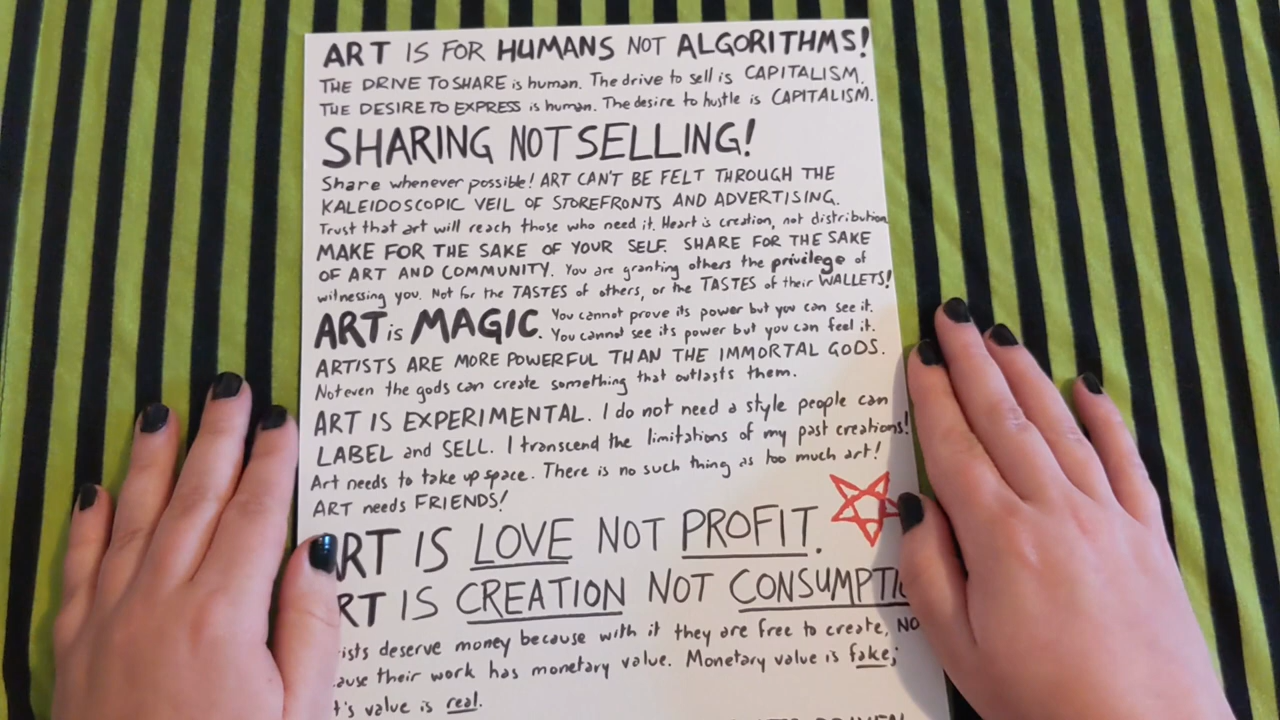 ART IS FOR HUMANS NOT ALGORITHMS!
THE DRIVE TO SHARE is human. The drive to sell is CAPITALISM.
THE DESIRE TO EXPRESS is human. The desire to hustle is CAPITALISM.
SHARING NOT SELLING!
Share whenever possible! ART CAN'T BE FELT THROUGH THE
KALEIDOSCOPIC VEIL OF STOREFRONTS AND ADVERTISING.
Trust that art will reach those who need it. Heart is creation, not distribution
MAKE FOR THE SAKE OF YOUR SELF. SHARE FOR THE SAKE
OF ART AND COMMUNITY. You are granting others the privilege of
witnessing you. Not for the TASTES of others, or the TASTES of their WALLETS!
ART is MAGIC. You cannot prove its power but you can see it.
You cannot see its power but you can feel it.
ARTISTS ARE MORE POWERFUL THAN THE IMMORTAL GODS.
Not even the gods can create something that outlasts them.
ART IS EXPERIMENTAL. I do not need a style people can
LABEL and SELL. I transcend the limitations of my past creations!
Art needs to take up space. There is no such thing as too much art!
ART needs FRIENDS!
ART IS LOVE NOT PROFIT.
ART IS CREATION NOT CONSUMPTI
ists deserve money because with it they are free to create, NO
ause their work has monetary value. Monetary value is fake;
t's value is real.